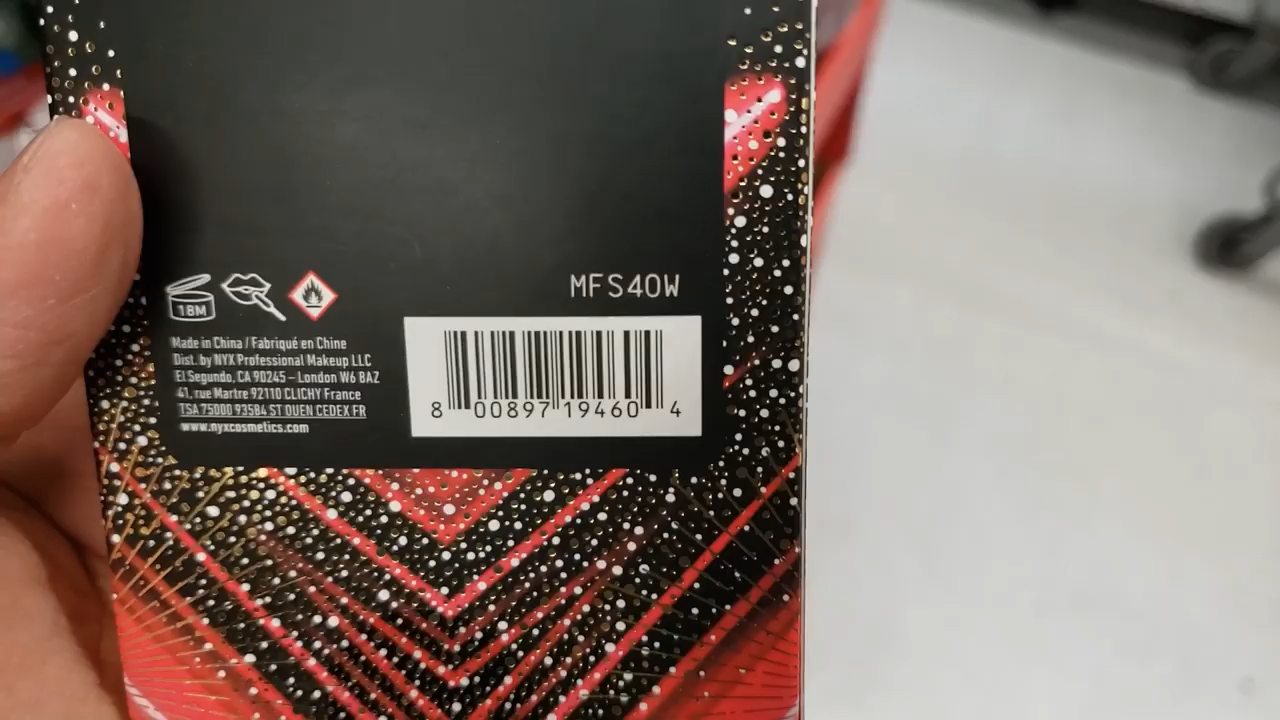 18M
MFS40W
Made in China / Fabriqué en Chine
Dist. by NYX Professional Makeup LLC
El Segundo, CA 90245 – London W6 8AZ
41, rue Martre 92110 CLICHY France
TSA 75000 93584 ST OUEN CEDEX FR
www.nyxcosmetics.com
8 00897 19460 4